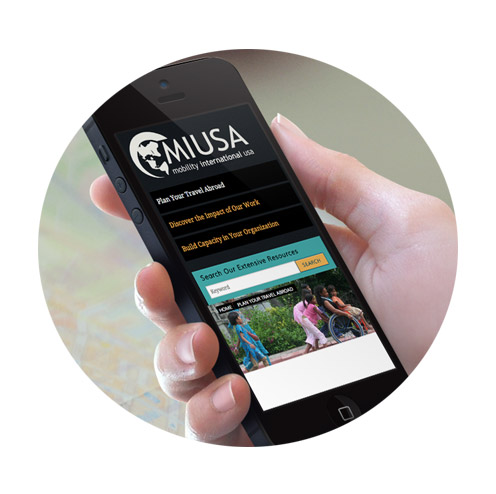 MIUSA
mobility international usa
Plan Your Travel Abroad
Discover the Impact of Our Work
Build Capacity in Your Organization
Search Our Extensive Resources
Keyword
SEARCH
HOME PLAN YOUR TRAVEL ABROAD